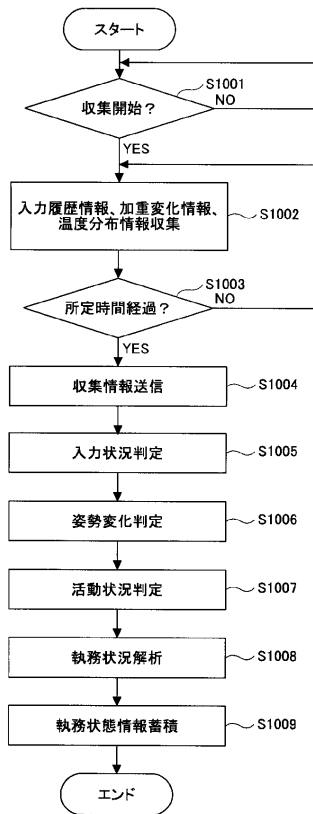 スタート
S1001
収集開始？
NO
YES
入力履歴情報、加重変化情報、
温度分布情報収集
S1002
S1003
所定時間経過？
NO
YES
収集情報送信
S1004
入力状況判定
S1005
姿勢変化判定
S1006
活動状況判定
S1007
執務状況解析
S1008
執務状態情報蓄積
S1009
エンド